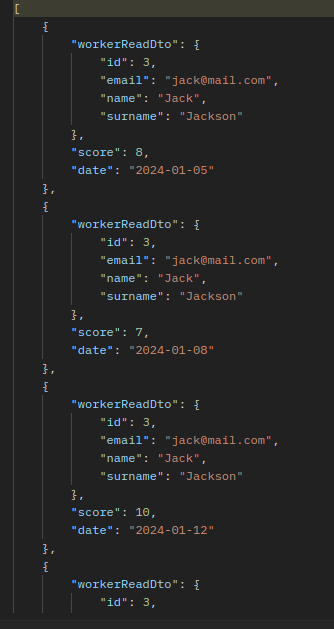 [
    {
        "workerReadDto": {
            "id": 3,
            "email": "jack@mail.com",
            "name": "Jack",
            "surname": "Jackson"
        },
        "score": 8,
        "date": "2024-01-05"
    },
    {
        "workerReadDto": {
            "id": 3,
            "email": "jack@mail.com",
            "name": "Jack",
            "surname": "Jackson"
        },
        "score": 7,
        "date": "2024-01-08"
    },
    {
        "workerReadDto": {
            "id": 3,
            "email": "jack@mail.com",
            "name": "Jack",
            "surname": "Jackson"
        },
        "score": 10,
        "date": "2024-01-12"
    },
    {
        "workerReadDto": {
            "id": 3,